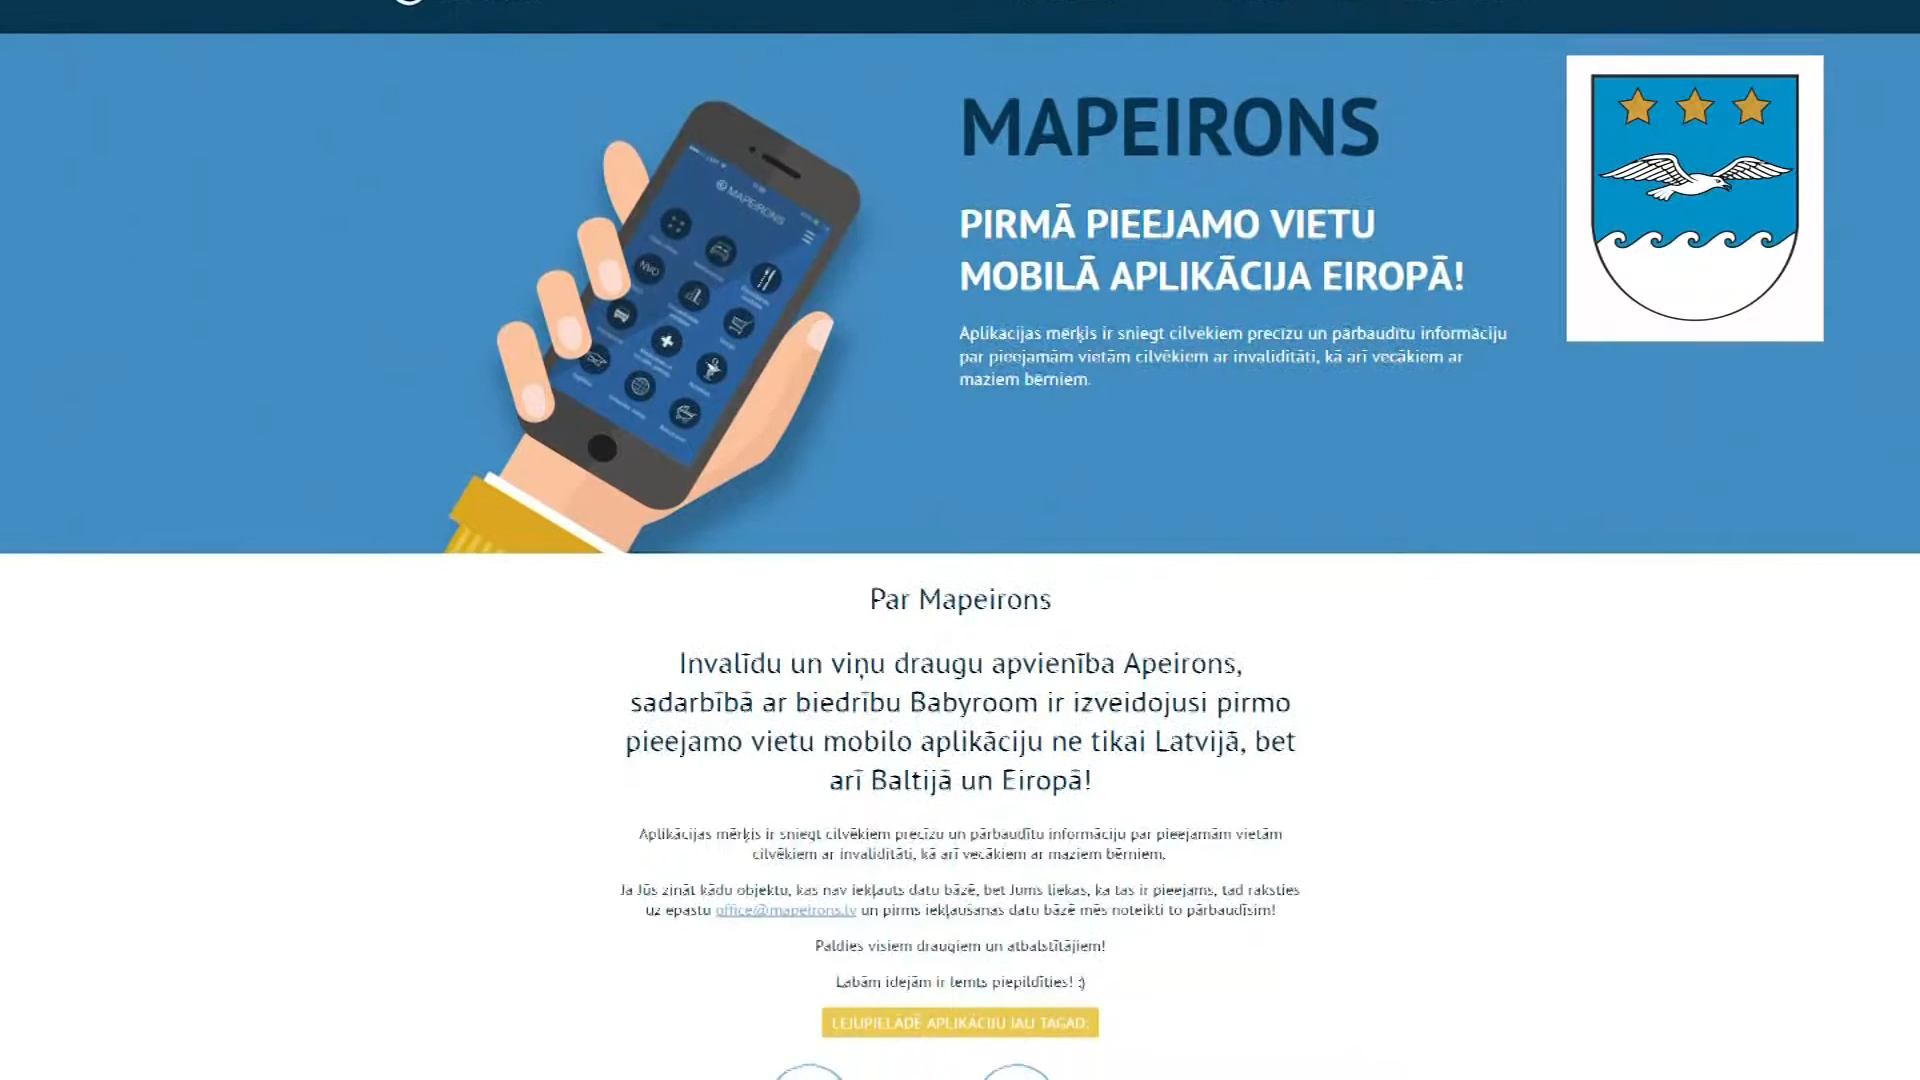 MAPEIRONS
PIRMĀ PIEEJAMO VIETU
MOBILĀ APLIKĀCIJA EIROPĀ!
Aplikācijas mērķis ir sniegt cilvēkiem precīzu un pārbaudītu informāciju
par pieejamām vietām cilvēkiem ar invaliditāti, kā arī vecākiem ar
maziem bērniem.
MAPEIRONS
NVO
Par Mapeirons
Invalīdu un viņu draugu apvienība Apeirons,
sadarbībā ar biedrību Babyroom ir izveidojusi pirmo
pieejamo vietu mobilo aplikāciju ne tikai Latvijā, bet
arī Baltijā un Eiropā!
Aplikācijas mērķis ir sniegt cilvēkiem precīzu un pārbaudītu informāciju par pieejamām vietām
cilvēkiem ar invaliditāti, kā arī vecākiem ar maziem bērniem.
Ja Jūs zināt kādu objektu, kas nav iekļauts datu bāzē, bet Jums liekas, ka tas ir pieejams, tad raksties
uz epastu office@mapeirons.lv un pirms iekļaušanas datu bāzē mēs noteikti to pārbaudīsim!
Paldies visiem draugiem un atbalstītājiem!
Labām idejām ir lemts piepildīties! :)
LEJUPIELĀDĒ APLIKĀCIJU JAU TAGAD: